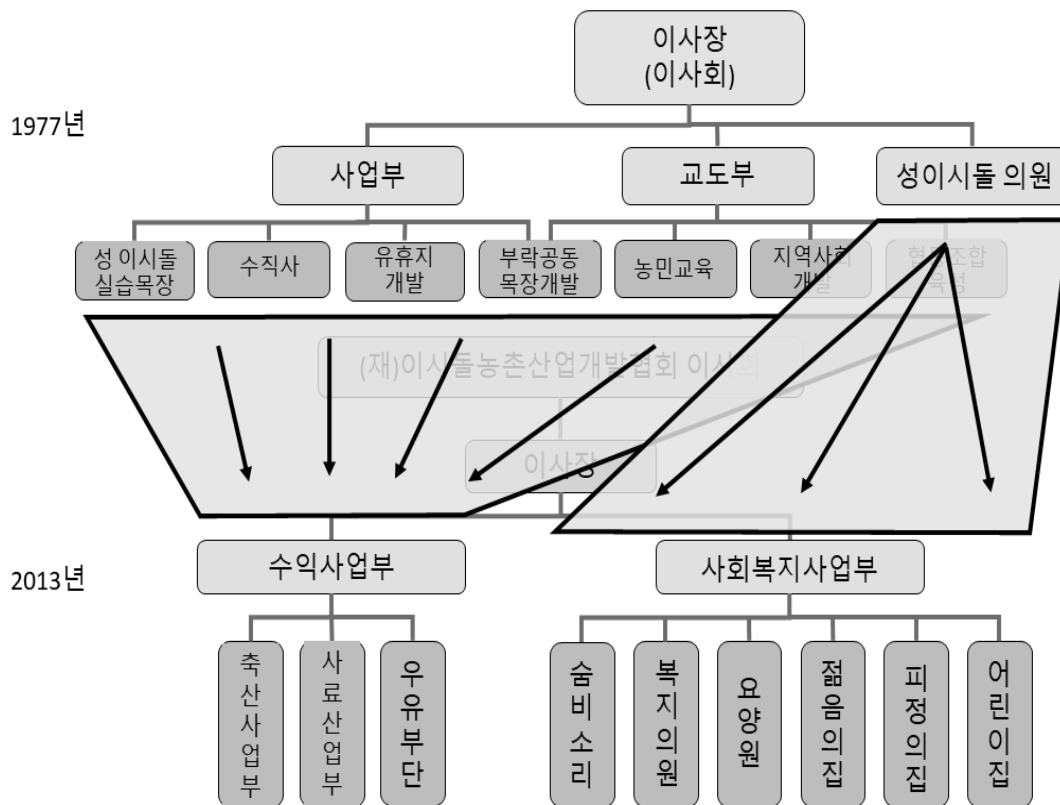 이사장
(이사회)
1977년
사업부
교도부
성이시돌 의원
성 이시돌
실습목장
수직사
유휴지
개발
부락공동
목장개발
농민교육
지역사회
개발
협동조합
육성
(재)이시돌농촌산업개발협회 이사회
이사장
2013년
수익사업부
사회복지사업부
축산사업부
사료산업부
우유부단
숨비소리
복지의원
요양원
젊음의집
피정의집
어린이집